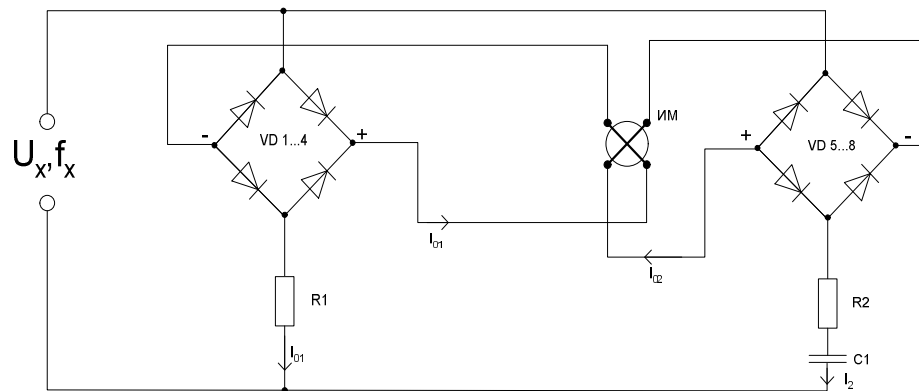 Uₓ,fₓ
-
VD 1...4
+
ИМ
+
VD 5...8
-
I₀₁
I₀₂
R1
R2
I₀₁
C1
I₂